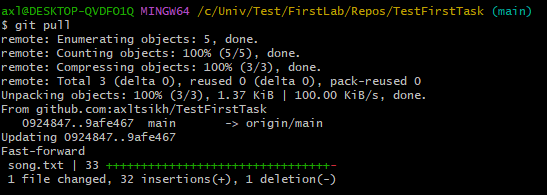 axl@DESKTOP-QVDFO1Q MINGW64 /c/Univ/Test/FirstLab/Repos/TestFirstTask (main)
$ git pull
remote: Enumerating objects: 5, done.
remote: Counting objects: 100% (5/5), done.
remote: Compressing objects: 100% (3/3), done.
remote: Total 3 (delta 0), reused 0 (delta 0), pack-reused 0
Unpacking objects: 100% (3/3), 1.37 KiB | 100.00 KiB/s, done.
From github.com:axltsikh/TestFirstTask
   0924847..9afe467  main       -> origin/main
Updating 0924847..9afe467
Fast-forward
 song.txt | 33 ++++++++++++++++++++++++++++++++-
 1 file changed, 32 insertions(+), 1 deletion(-)